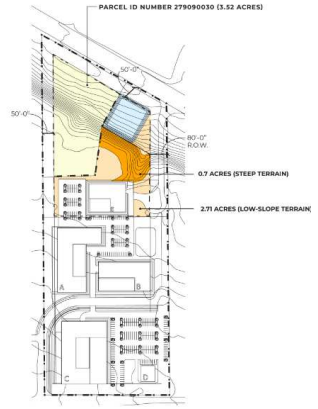 PARCEL ID NUMBER 279090030 (3.52 ACRES)
50'-0"
50'-0"
80'-0"
R.O.W.
0.7 ACRES (STEEP TERRAIN)
2.71 ACRES (LOW-SLOPE TERRAIN)
E
A
B
C
D